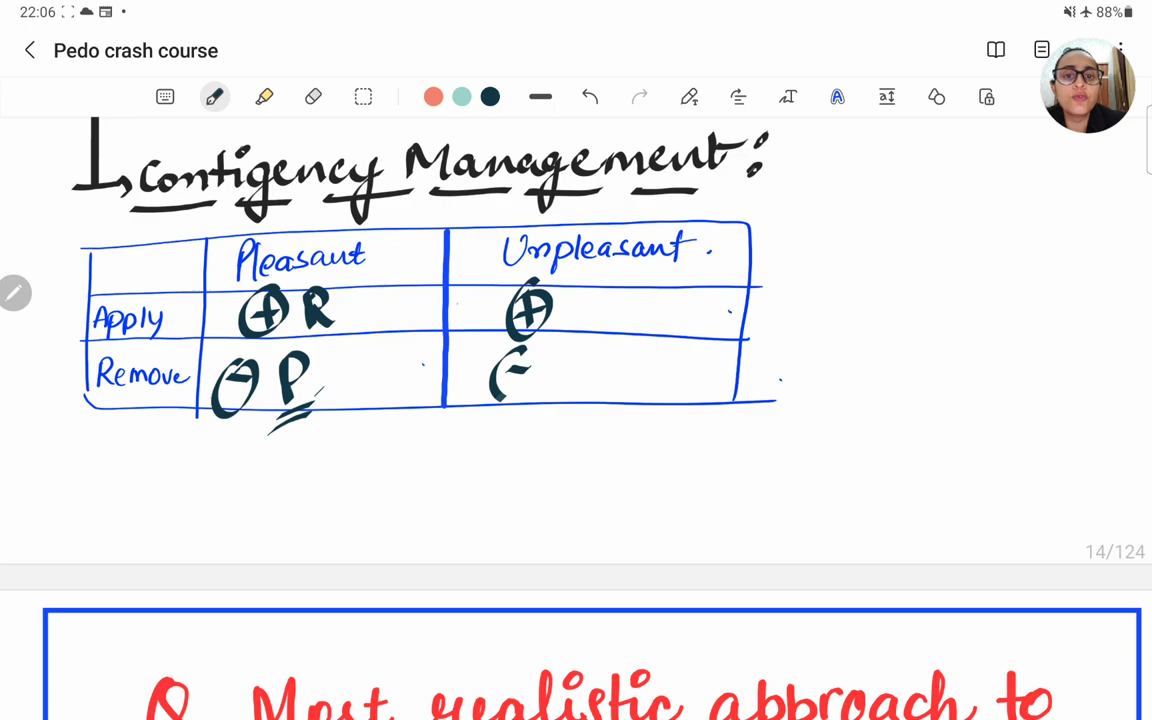 22:06 88%
Pedo crash course
Contigency Management:
Pleasant Unpleasant.
Apply + R +
Remove - P -
14/124
Q. Most realistic approach to